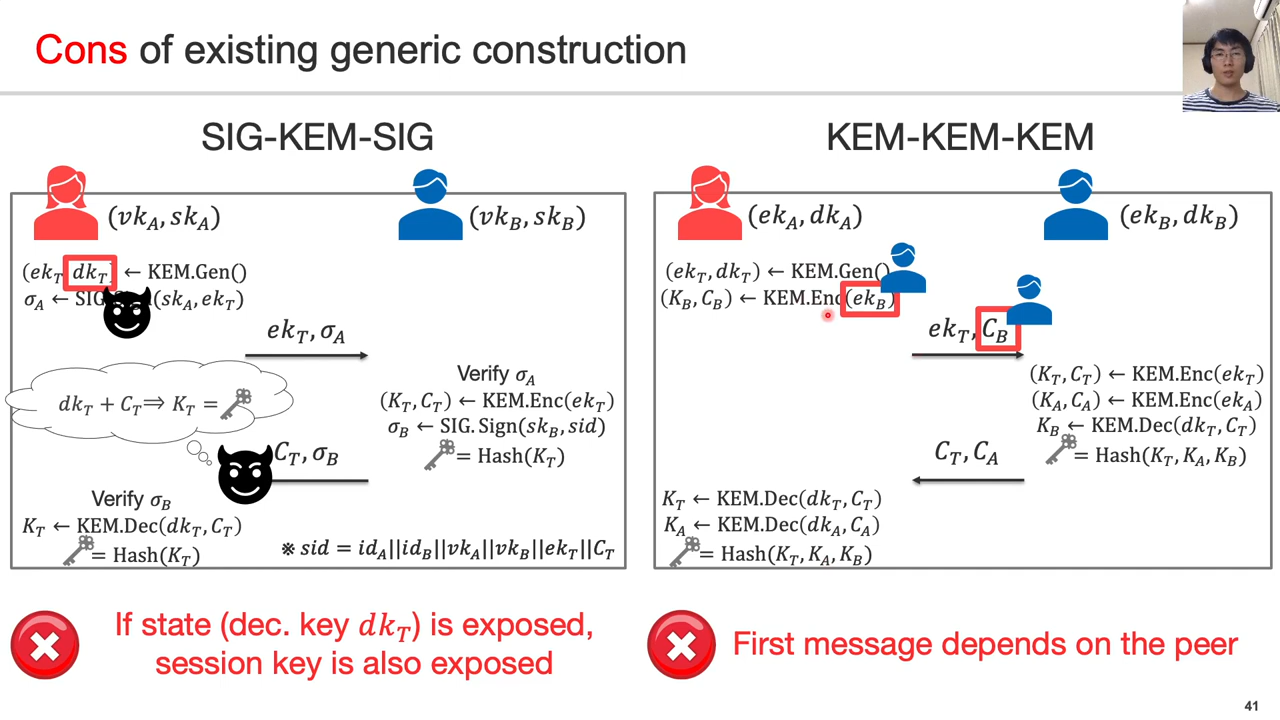 Cons of existing generic construction
SIG-KEM-SIG
(vk_A, sk_A)
(vk_B, sk_B)
(ek_T, dk_T) ← KEM.Gen()
σ_A ← SIG.Sign(sk_A, ek_T)
ek_T, σ_A
Verify σ_A
(K_T, C_T) ← KEM.Enc(ek_T)
σ_B ← SIG. Sign(sk_B, sid)
= Hash(K_T)
dk_T + C_T ⇒ K_T =
C_T, σ_B
Verify σ_B
K_T ← KEM.Dec(dk_T, C_T)
= Hash(K_T)
※ sid = id_A||id_B||vk_A||vk_B||ek_T||C_T
If state (dec. key dk_T) is exposed,
session key is also exposed
KEM-KEM-KEM
(ek_A, dk_A)
(ek_B, dk_B)
(ek_T, dk_T) ← KEM.Gen()
(K_B, C_B) ← KEM.Enc(ek_B)
ek_T, C_B
(K_T, C_T) ← KEM.Enc(ek_T)
(K_A, C_A) ← KEM.Enc(ek_A)
K_B ← KEM.Dec(dk_T, C_T)
= Hash(K_T, K_A, K_B)
C_T, C_A
K_T ← KEM.Dec(dk_T, C_T)
K_A ← KEM.Dec(dk_A, C_A)
= Hash(K_T, K_A, K_B)
First message depends on the peer
41